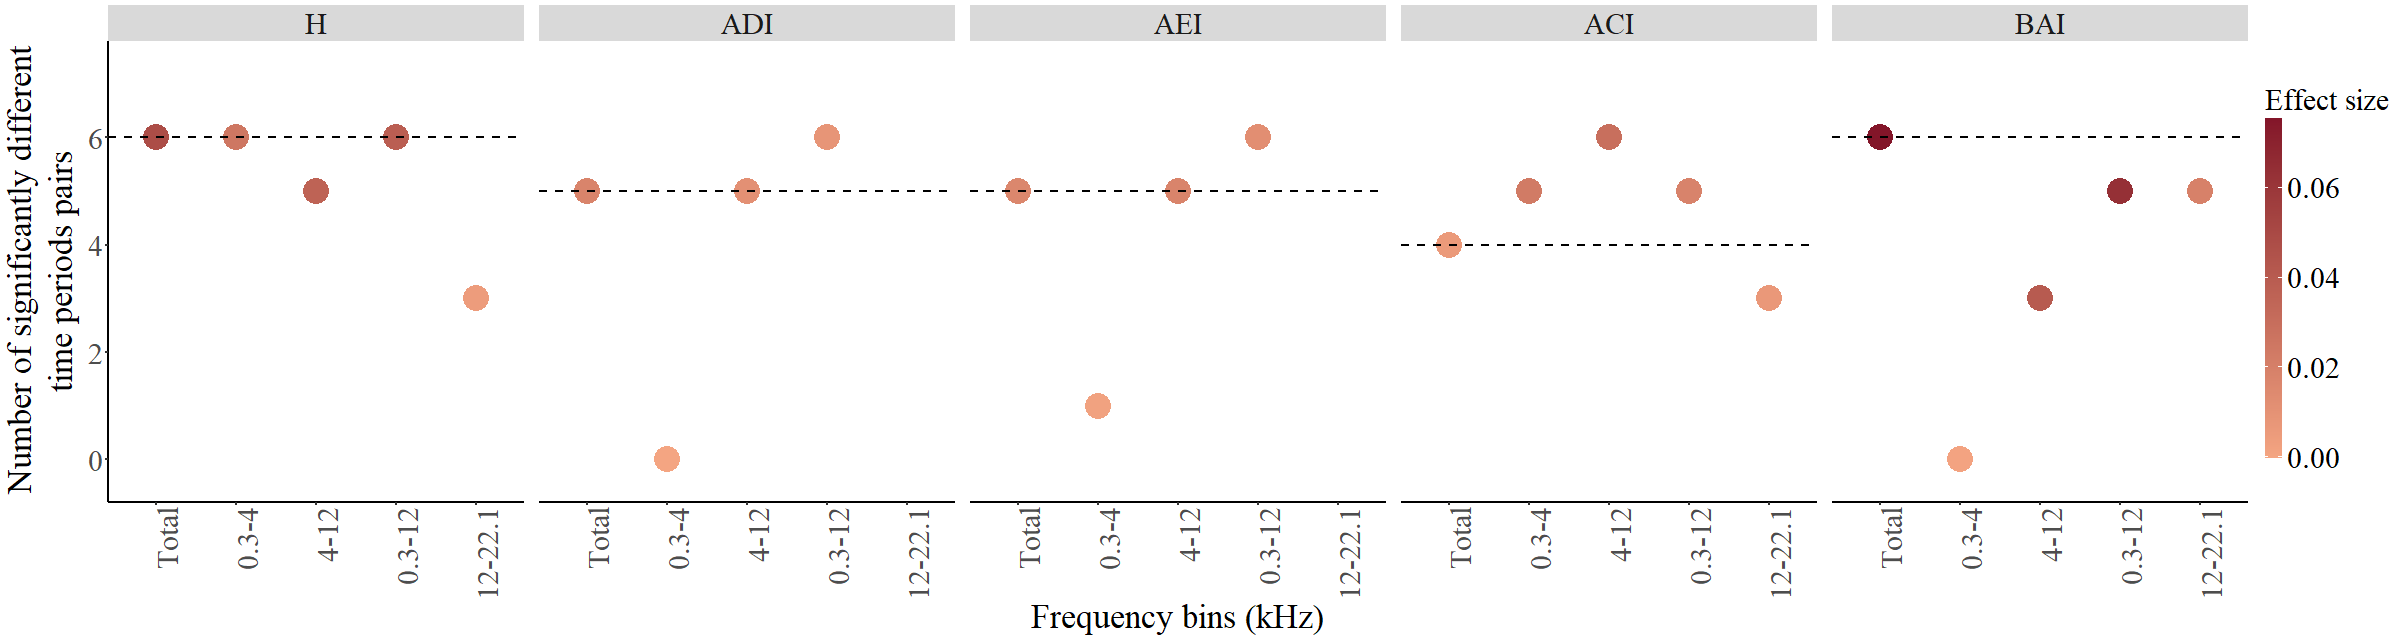 H
ADI
AEI
ACI
BAI
Number of significantly different
time periods pairs
6
4
2
0
Total
0.3-4
4-12
0.3-12
12-22.1
Total
0.3-4
4-12
0.3-12
12-22.1
Total
0.3-4
4-12
0.3-12
12-22.1
Total
0.3-4
4-12
0.3-12
12-22.1
Total
0.3-4
4-12
0.3-12
12-22.1
Frequency bins (kHz)
Effect size
0.06
0.04
0.02
0.00